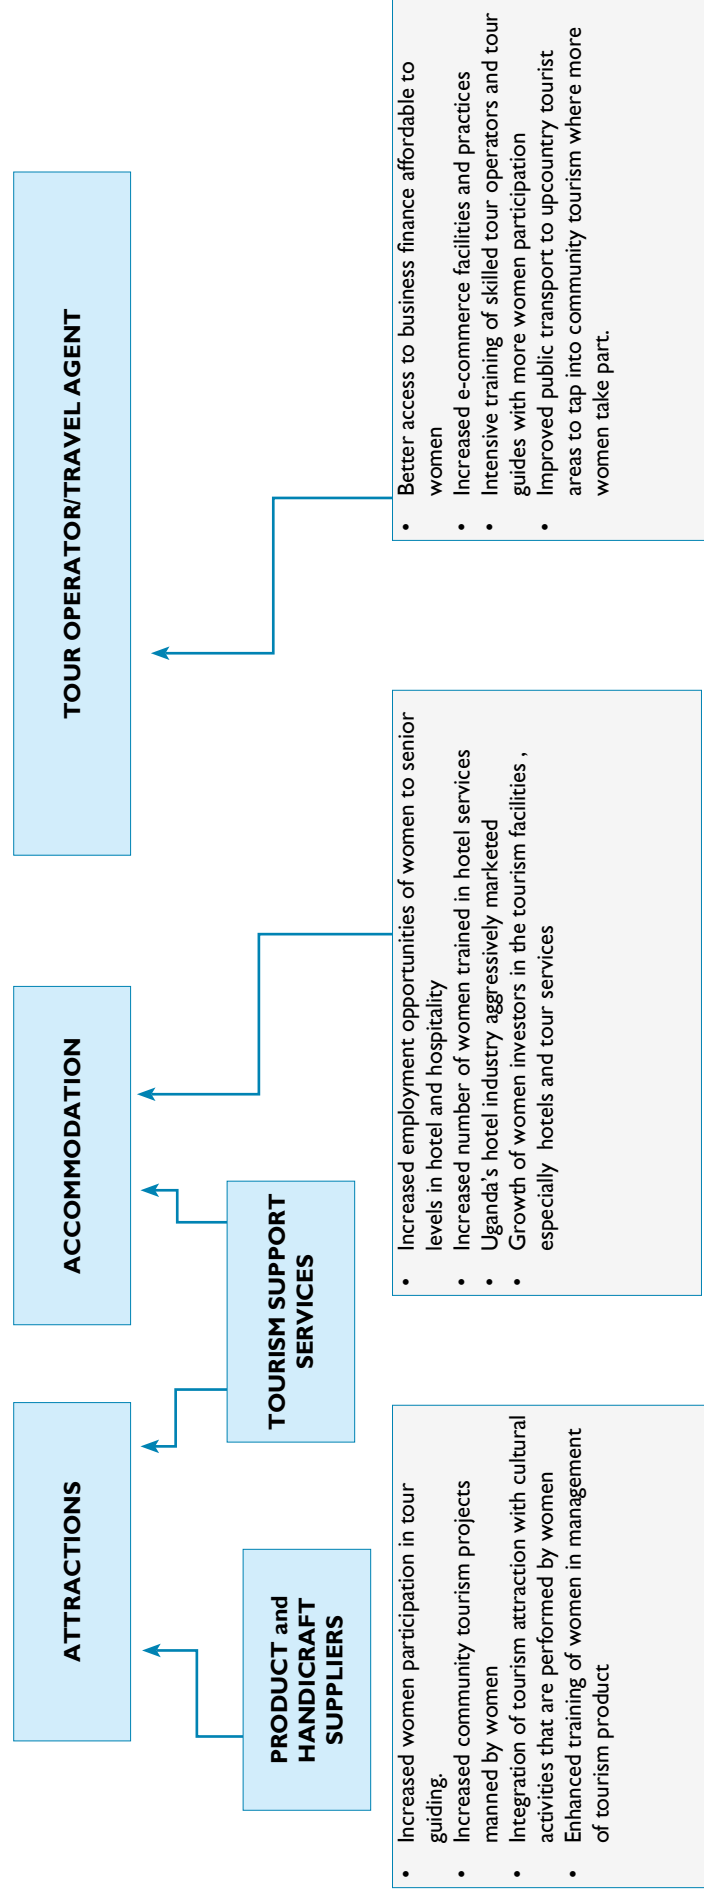 ATTRACTIONS
ACCOMMODATION
TOUR OPERATOR/TRAVEL AGENT
PRODUCT and
HANDICRAFT
SUPPLIERS
TOURISM SUPPORT
SERVICES
• Increased women participation in tour
guiding.
• Increased community tourism projects
manned by women
• Integration of tourism attraction with cultural
activities that are performed by women
• Enhanced training of women in management
of tourism product
• Increased employment opportunities of women to senior
levels in hotel and hospitality
• Increased number of women trained in hotel services
• Uganda's hotel industry aggressively marketed
• Growth of women investors in the tourism facilities ,
especially hotels and tour services
• Better access to business finance affordable to
women
• Increased e-commerce facilities and practices
• Intensive training of skilled tour operators and tour
guides with more women participation
• Improved public transport to upcountry tourist
areas to tap into community tourism where more
women take part.